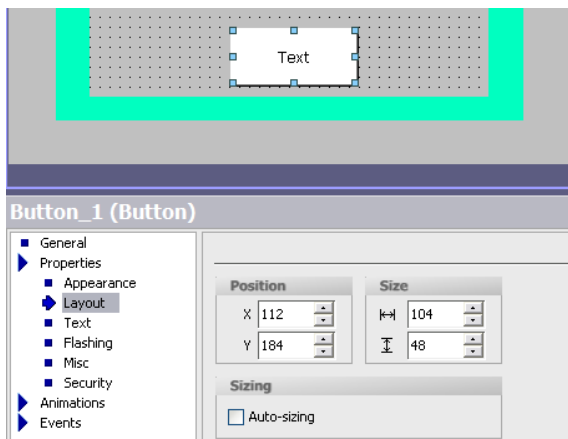 Text
Button_1 (Button)
General
Properties
Appearance
Layout
Text
Flashing
Misc
Security
Animations
Events
Position
X 112
Y 184
Size
104
48
Sizing
Auto-sizing